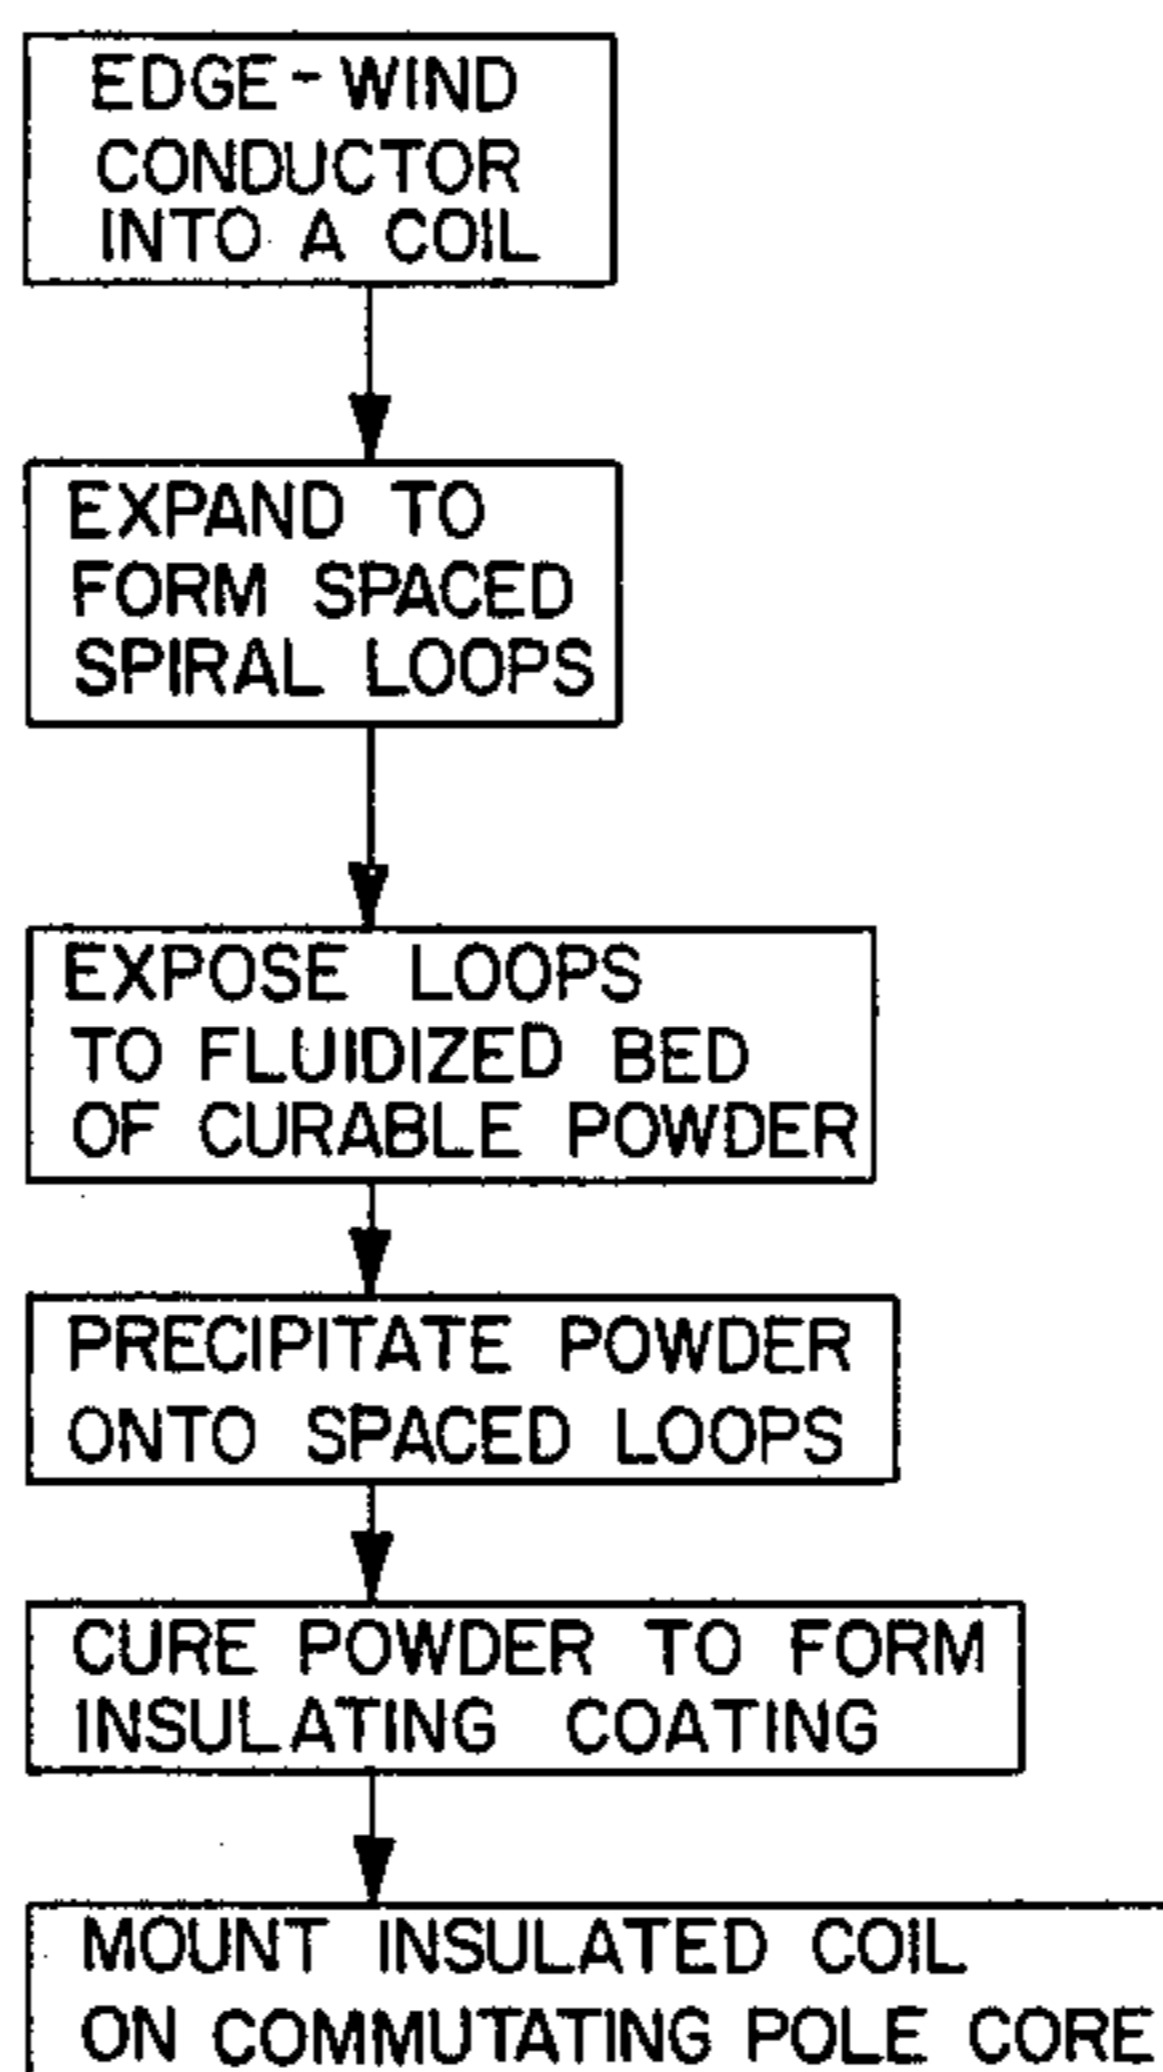 EDGE-WIND
CONDUCTOR
INTO A COIL
EXPAND TO
FORM SPACED
SPIRAL LOOPS
EXPOSE LOOPS
TO FLUIDIZED BED
OF CURABLE POWDER
PRECIPITATE POWDER
ONTO SPACED LOOPS
CURE POWDER TO FORM
INSULATING COATING
MOUNT INSULATED COIL
ON COMMUTATING POLE CORE